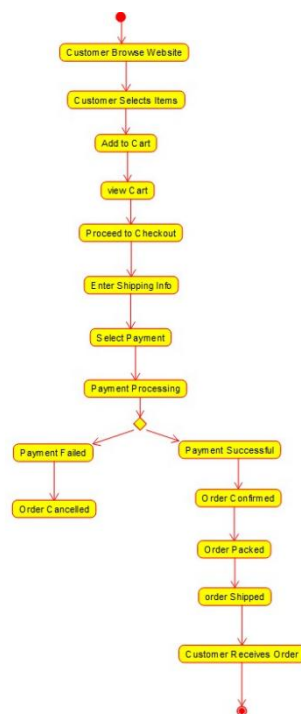 Customer Browse Website
Customer Selects Items
Add to Cart
view Cart
Proceed to Checkout
Enter Shipping Info
Select Payment
Payment Processing
Payment Failed
Payment Successful
Order Cancelled
Order Confirmed
Order Packed
order Shipped
Customer Receives Order